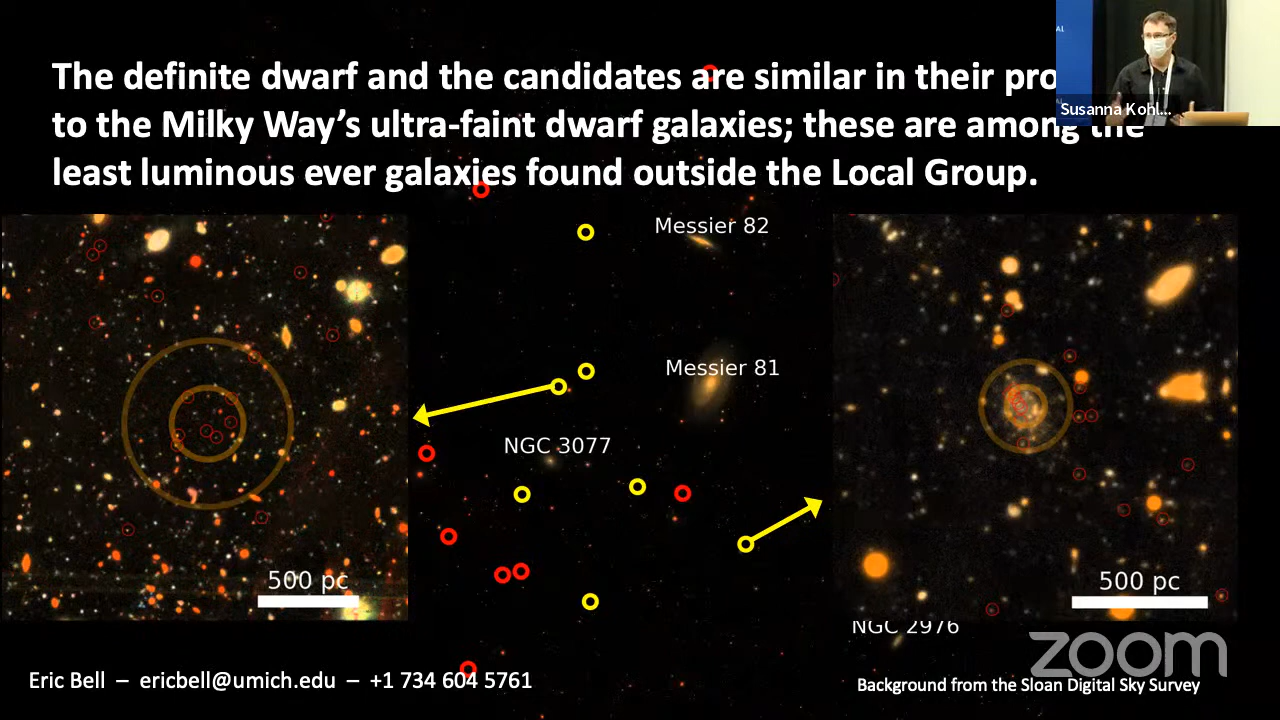 The definite dwarf and the candidates are similar in their
to the Milky Way's ultra-faint dwarf galaxies; these are among the
least luminous ever galaxies found outside the Local Group.
Susanna Kohl...
Messier 82
Messier 81
NGC 3077
500 pc
500 pc
NGC 2976
zoom
Eric Bell – ericbell@umich.edu – +1 734 604 5761
Background from the Sloan Digital Sky Survey